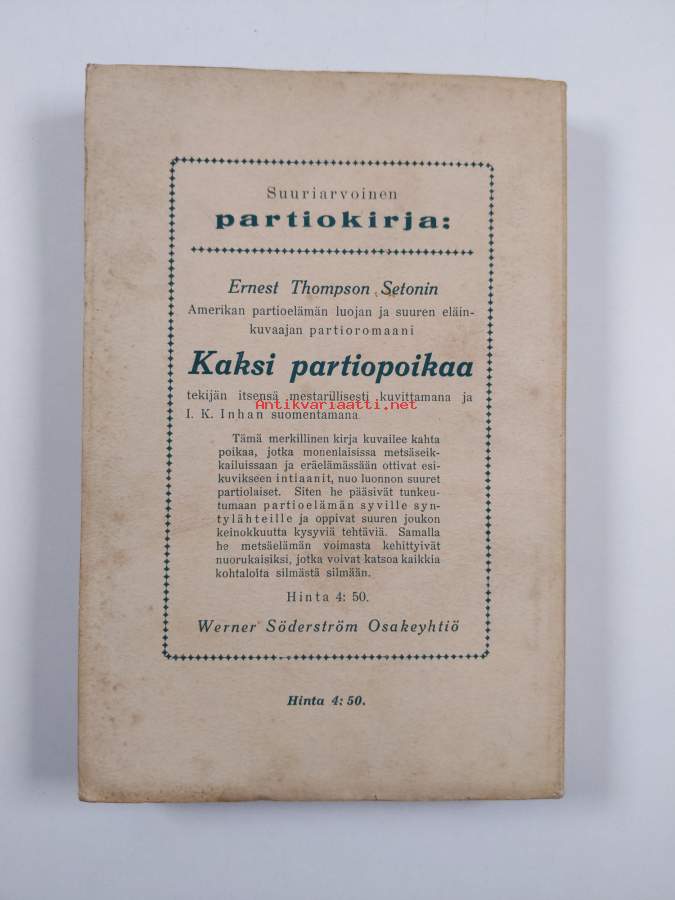 Suuriarvoinen
partiokirja:
Ernest Thompson Setonin
Amerikan partioelämän luojan ja suuren eläin-
kuvaajan partioromaani
Kaksi partiopoikaa
tekijän itsensä mestarillisesti kuvittamana ja
Antikvariaatti.net
I. K. Inhan suomentamana
Tämä merkillinen kirja kuvailee kahta
poikaa, jotka monenlaisissa metsäseik-
kailuissaan ja eräelämässään ottivat esi-
kuvikseen intiaanit, nuo luonnon suuret
partiolaiset. Siten he pääsivät tunkeu-
tumaan partioelämän syville syn-
tylähteille ja oppivat suuren joukon
keinokkuutta kysyviä tehtäviä. Samalla
he metsäelämän voimasta kehittyivät
nuorukaisiksi, jotka voivat katsoa kaikkia
kohtaloita silmästä silmään.
Hinta 4: 50.
Werner Söderström Osakeyhtiö
Hinta 4: 50.